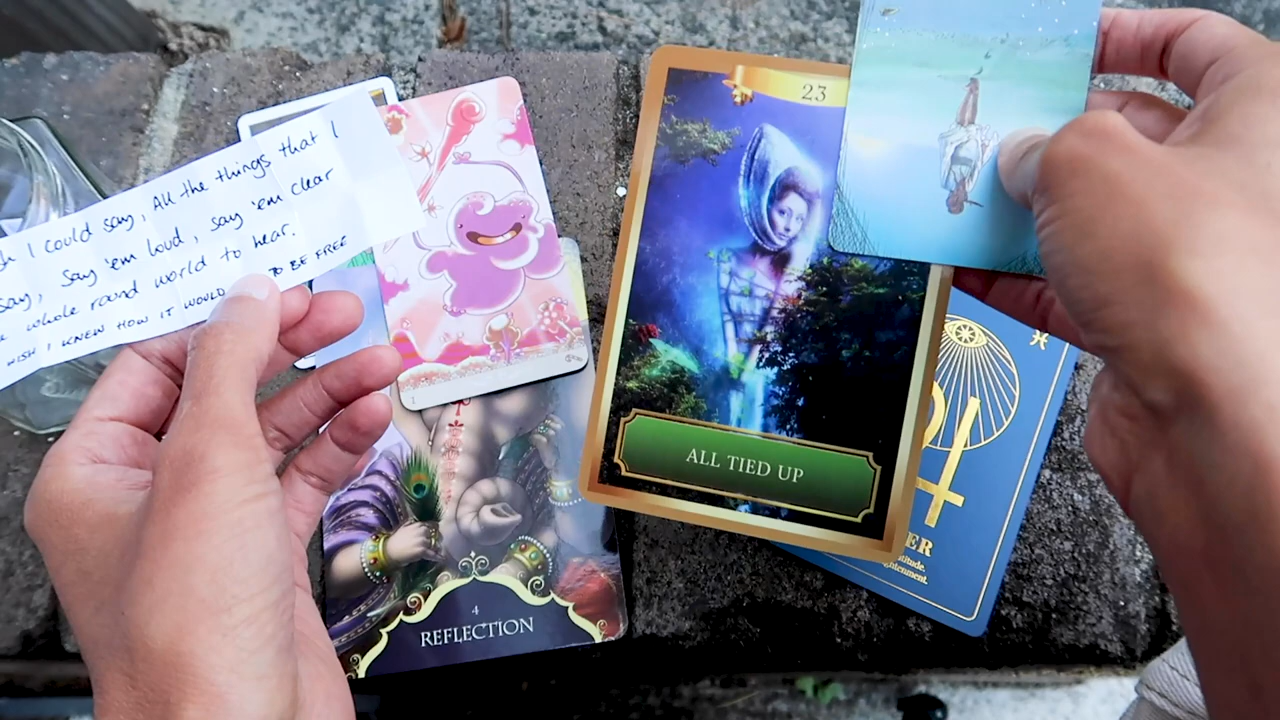 I could say, All the things that I
say, Say 'em loud, say 'em clear
whole round world to hear.
WISH I KNEW HOW IT WOULD TO BE FREE
1
23
ALL TIED UP
4
REFLECTION